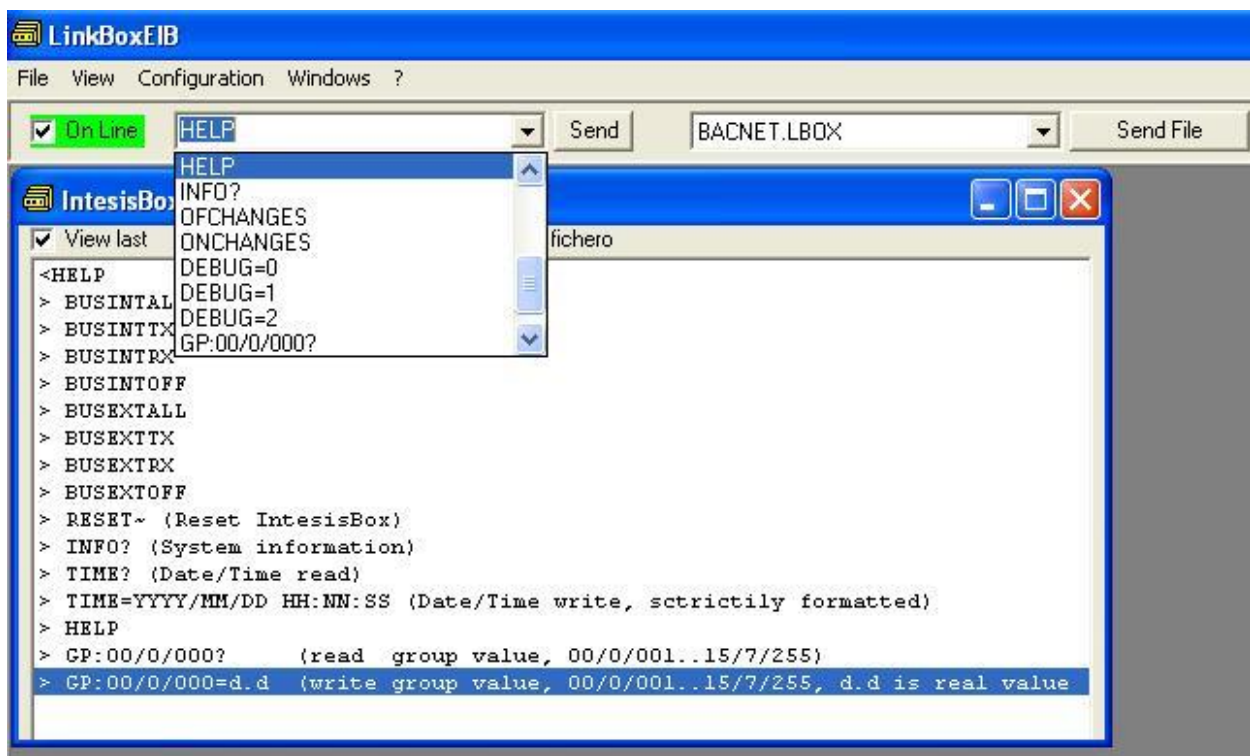 LinkBoxEIB
File View Configuration Windows ?
On Line HELP Send BACNET.LBOX Send File
HELP
INFO?
OFCHANGES
ONCHANGES
DEBUG=0
DEBUG=1
DEBUG=2
GP:00/0/000?
View last fichero
<HELP
> BUSINTAL
> BUSINTTX
> BUSINTRX
> BUSINTOFF
> BUSEXTALL
> BUSEXTTX
> BUSEXTRX
> BUSEXTOFF
> RESET~ (Reset IntesisBox)
> INFO? (System information)
> TIME? (Date/Time read)
> TIME=YYYY/MM/DD HH:NN:SS (Date/Time write, sctrictily formatted)
> HELP
> GP:00/0/000? (read group value, 00/0/001..15/7/255)
> GP:00/0/000=d.d (write group value, 00/0/001..15/7/255, d.d is real value